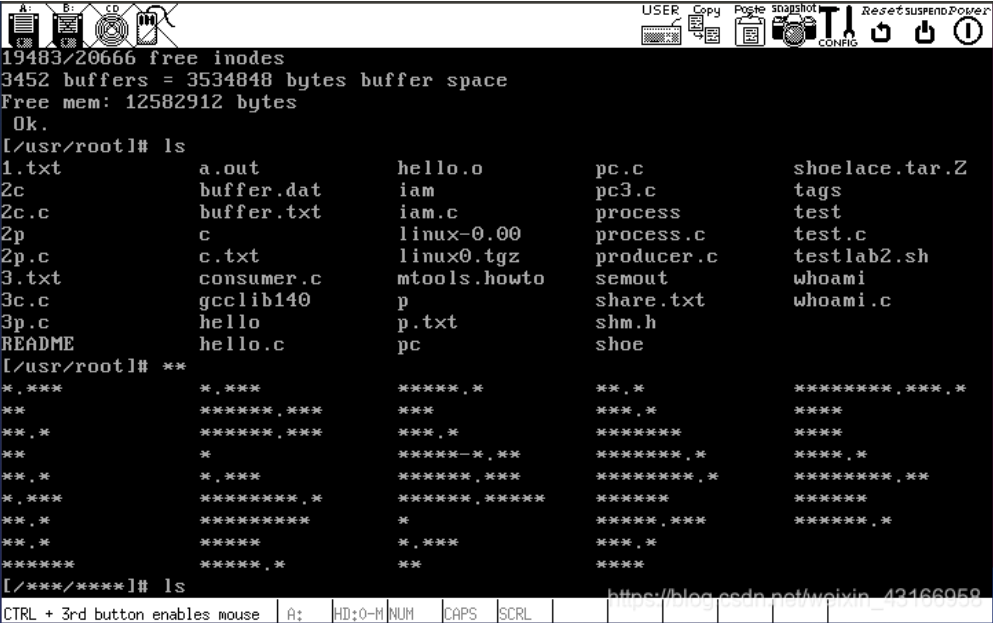 A: B: CD USER Copy Paste snapshot CONFIG Reset SUSPEND Power
19483/20666 free inodes
3452 buffers = 3534848 bytes buffer space
Free mem: 12582912 bytes
Ok.
[/usr/root]# ls
1.txt a.out hello.o pc.c shoelace.tar.Z
2c buffer.dat iam pc3.c tags
2c.c buffer.txt iam.c process test
2p c linux-0.00 process.c test.c
2p.c c.txt linux0.tgz producer.c testlab2.sh
3.txt consumer.c mtools.howto semout whoami
3c.c gcclib140 p share.txt whoami.c
3p.c hello p.txt shm.h
README hello.c pc shoe
[/usr/root]# **
*.*** *.*** *****.* **.* ********.***.*
** ******.*** *** ***.* ****
**.* ******.*** ***.* ******* ****
** * *****-*.** *******.* ****.*
**.* *.*** ******.*** ********.* ********.**
*.*** ********.* ******.***** ****** ******
**.* ********* * *****.*** ******.*
**.* ***** *.*** ***.*
****** *****.* ** ****
[/***/****]# ls
https://blog.csdn.net/weixin_43166958
CTRL + 3rd button enables mouse A: HD:0-M NUM CAPS SCRL